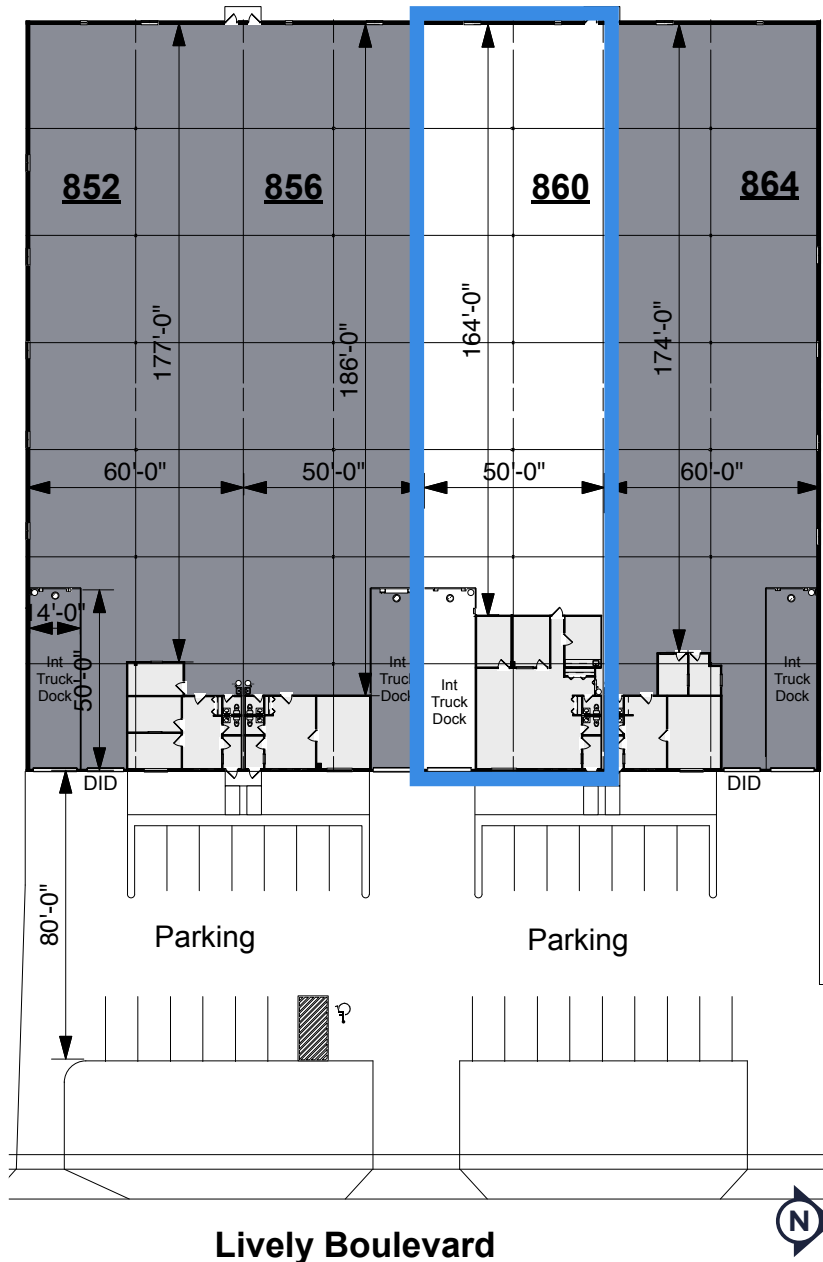 852
856
860
864
177'-0"
186'-0"
164'-0"
174'-0"
60'-0"
50'-0"
50'-0"
60'-0"
14'-0"
50'-0"
Int
Truck
Dock
Int
Truck
Dock
Int
Truck
Dock
Int
Truck
Dock
DID
DID
80'-0"
Parking
Parking
Lively Boulevard
N